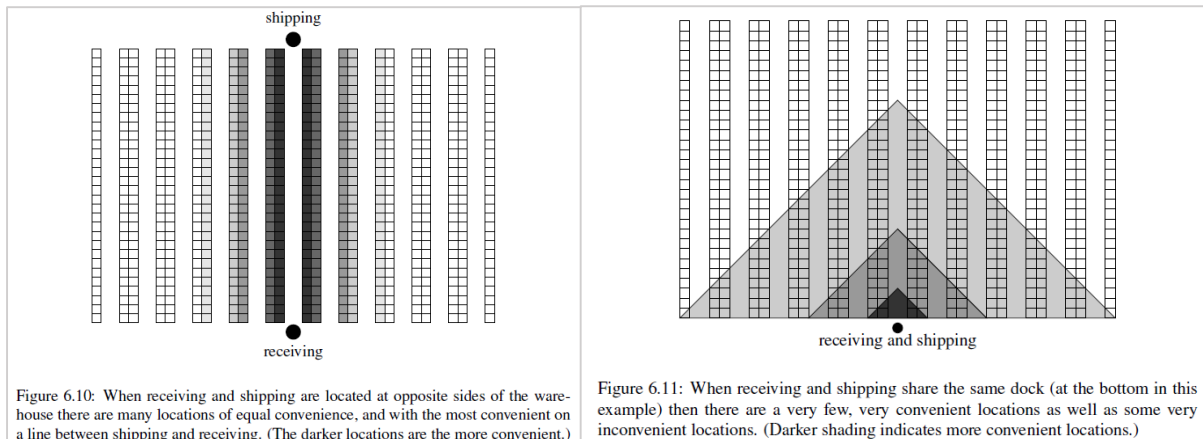 shipping
receiving
Figure 6.10: When receiving and shipping are located at opposite sides of the ware-
house there are many locations of equal convenience, and with the most convenient on
a line between shipping and receiving. (The darker locations are the more convenient.)
receiving and shipping
Figure 6.11: When receiving and shipping share the same dock (at the bottom in this
example) then there are a very few, very convenient locations as well as some very
inconvenient locations. (Darker shading indicates more convenient locations.)